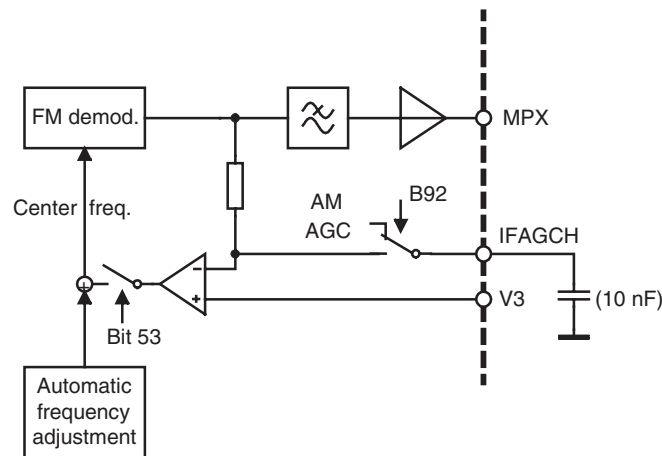 FM demod.
MPX
Center freq.
AM
AGC
B92
IFAGCH
V3
(10 nF)
-
+
+
Bit 53
Automatic
frequency
adjustment